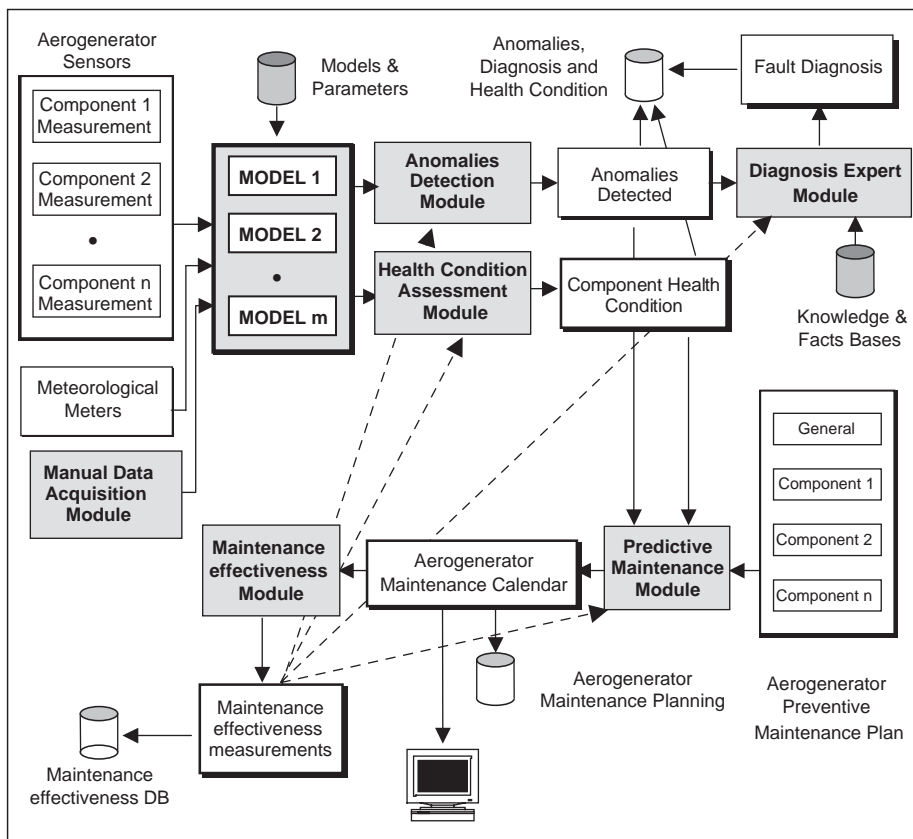 Aerogenerator
Sensors
Component 1
Measurement
Component 2
Measurement
•
Component n
Measurement
Meteorological
Meters
Manual Data
Acquisition
Module
Models &
Parameters
MODEL 1
MODEL 2
•
MODEL m
Anomalies
Detection
Module
Health Condition
Assessment
Module
Anomalies,
Diagnosis and
Health Condition
Anomalies
Detected
Component Health
Condition
Fault Diagnosis
Diagnosis Expert
Module
Knowledge &
Facts Bases
General
Component 1
Component 2
Component n
Aerogenerator
Preventive
Maintenance Plan
Predictive
Maintenance
Module
Aerogenerator
Maintenance Calendar
Maintenance
effectiveness
Module
Aerogenerator
Maintenance Planning
Maintenance
effectiveness
measurements
Maintenance
effectiveness DB